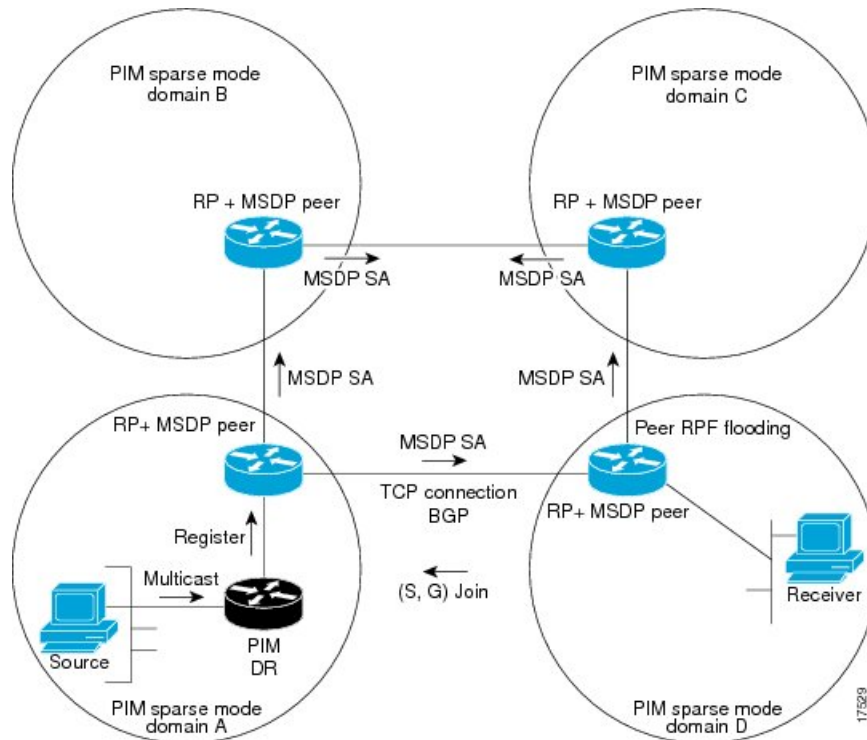 PIM sparse mode
domain B
PIM sparse mode
domain C
RP + MSDP peer
RP + MSDP peer
MSDP SA
MSDP SA
MSDP SA
MSDP SA
RP+ MSDP peer
MSDP SA
Peer RPF flooding
TCP connection
BGP
RP+ MSDP peer
Register
Multicast
(S, G) Join
Receiver
Source
PIM
DR
PIM sparse mode
domain A
PIM sparse mode
domain D
17529